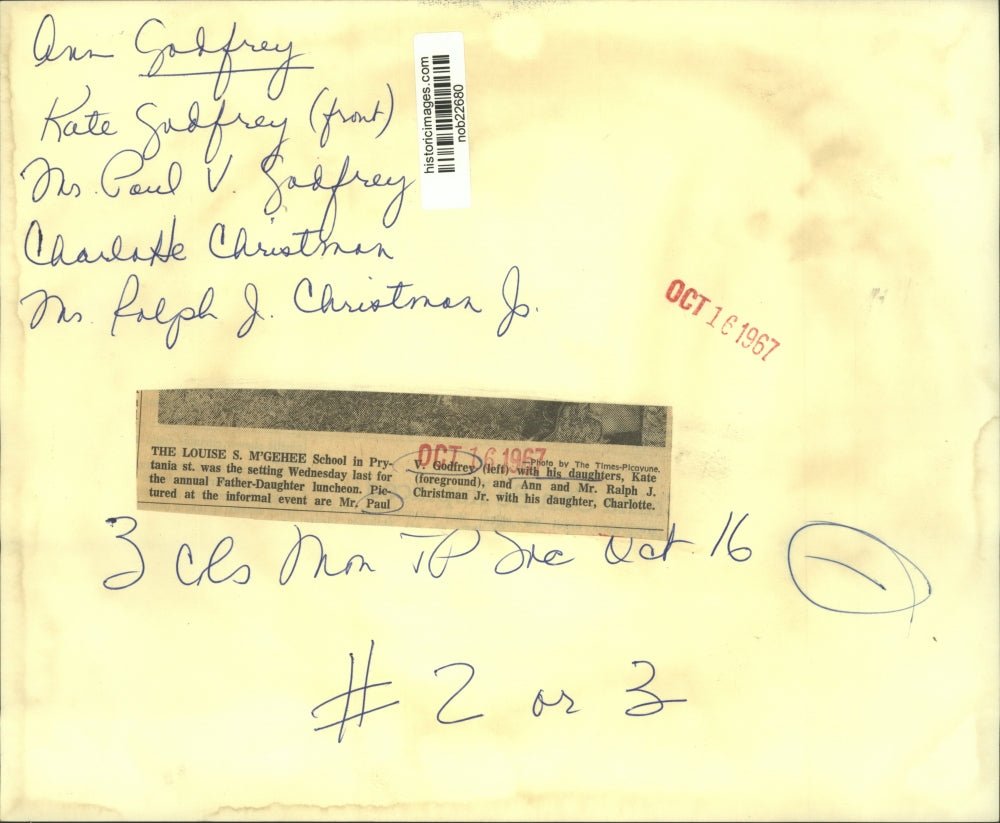 Ann Godfrey
Kate Godfrey (front)
Mr. Paul V. Godfrey
Charlotte Christman
Mr. Ralph J. Christman Jr.
historicimages.com
nob22680
OCT 16 1967
THE LOUISE S. M'GEHEE School in Pry-
tania st. was the setting Wednesday last for
the annual Father-Daughter luncheon. Pic-
tured at the informal event are Mr. Paul
OCT 16 1967
—Photo by The Times-Picayune.
V. Godfrey (left) with his daughters, Kate
(foreground), and Ann and Mr. Ralph J.
Christman Jr. with his daughter, Charlotte.
3 cols Mon TP Soc Oct 16
# 2 or 3